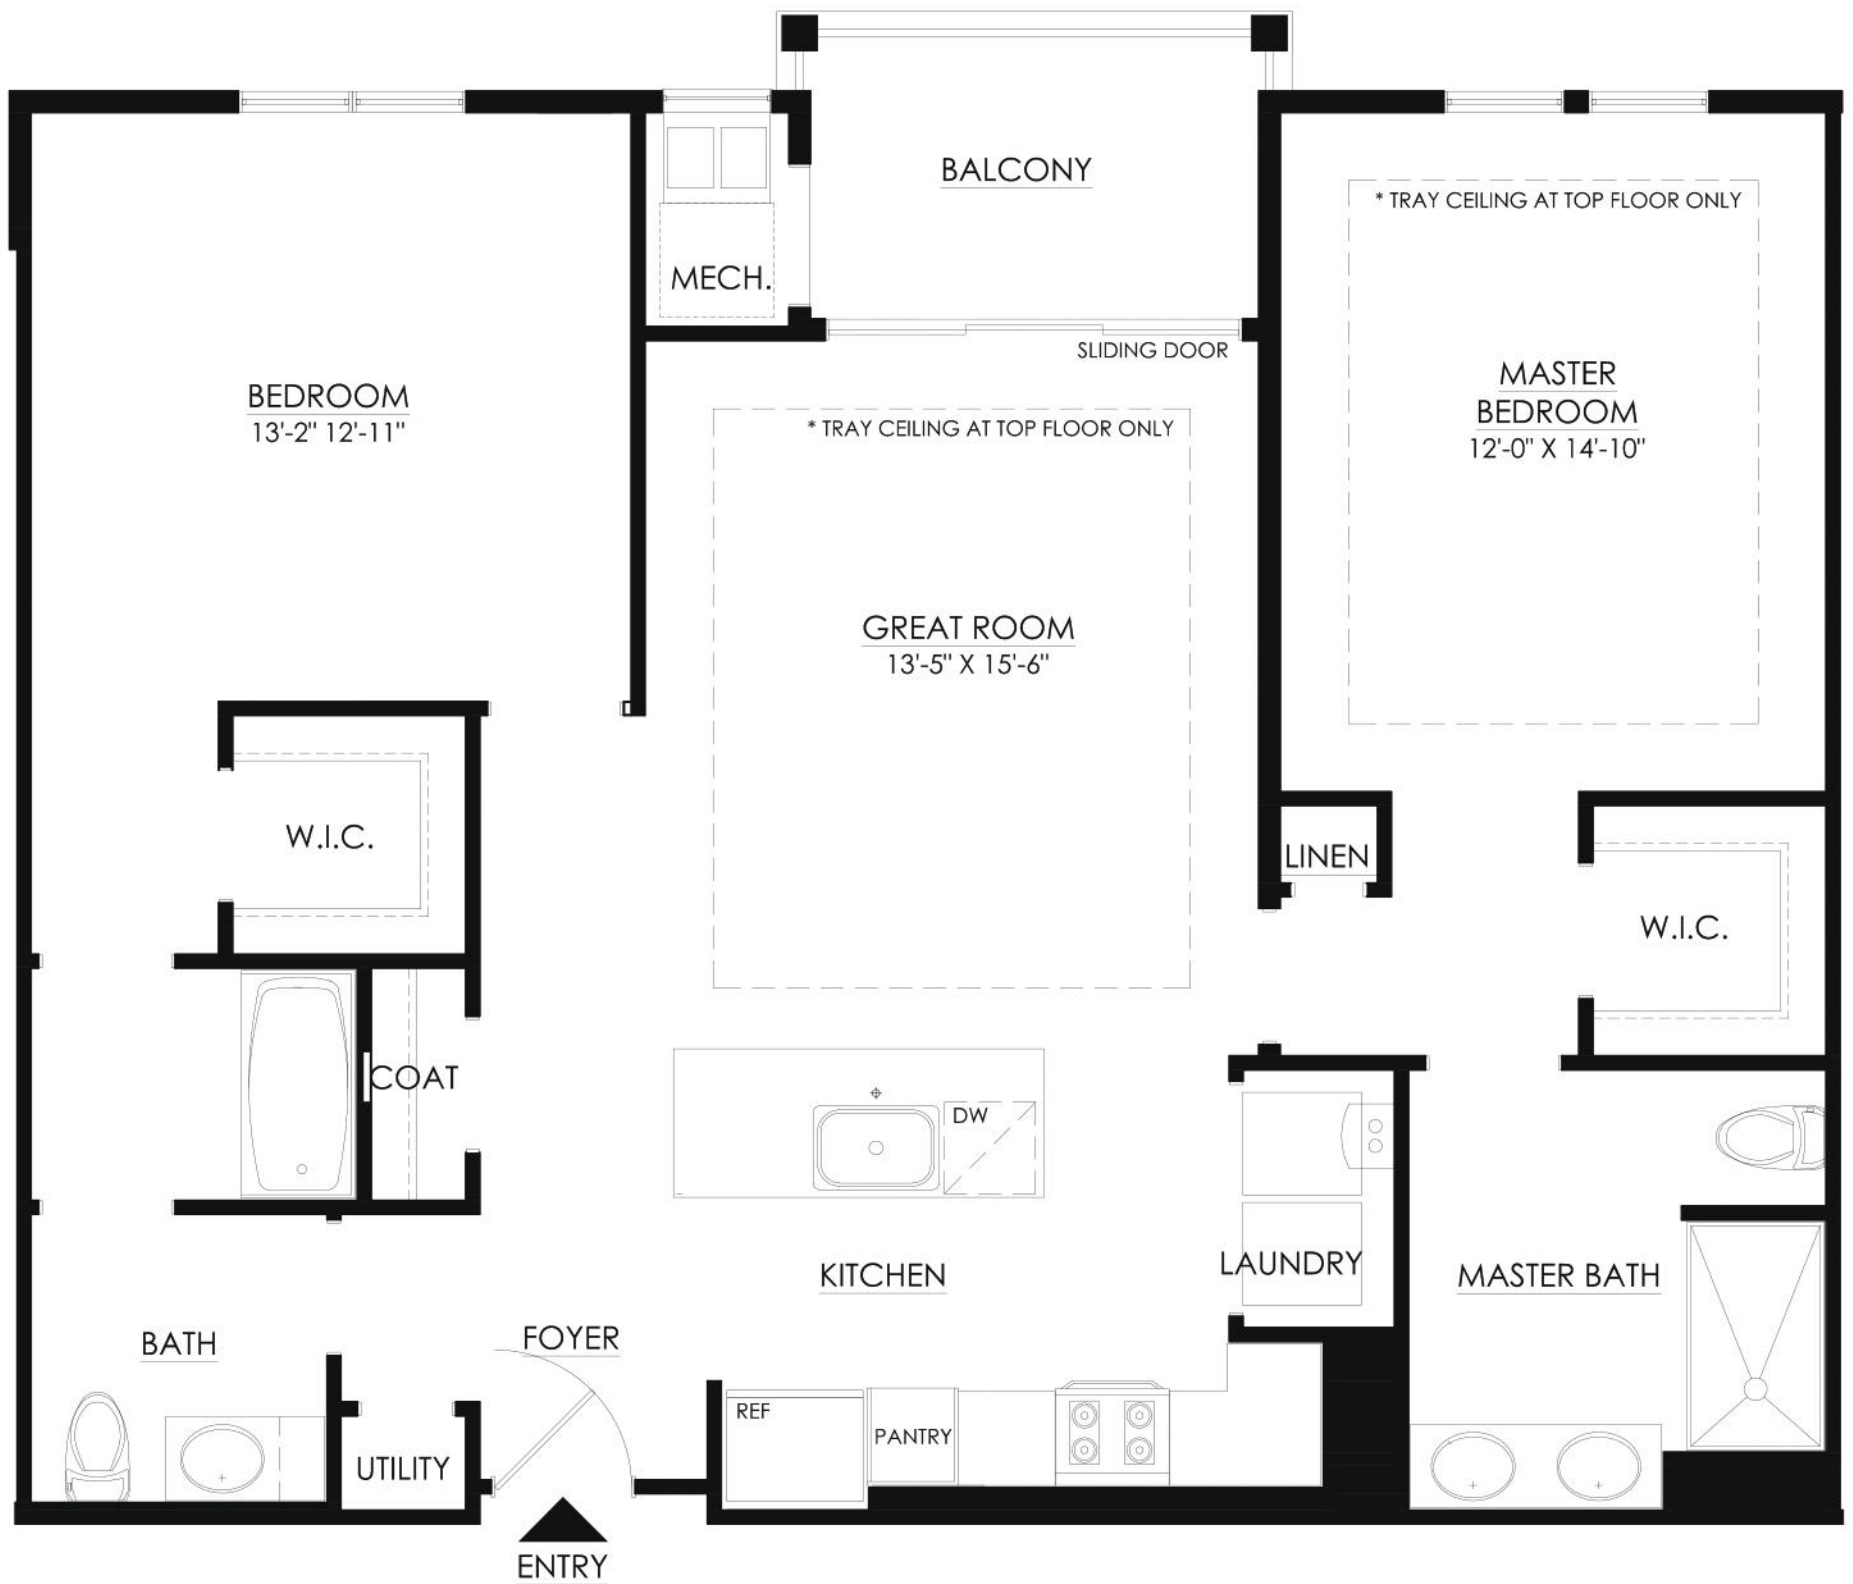 BALCONY
* TRAY CEILING AT TOP FLOOR ONLY
MECH.
SLIDING DOOR
BEDROOM
13'-2" 12'-11"
MASTER
BEDROOM
12'-0" X 14'-10"
* TRAY CEILING AT TOP FLOOR ONLY
GREAT ROOM
13'-5" X 15'-6"
W.I.C.
LINEN
W.I.C.
COAT
DW
LAUNDRY
KITCHEN
MASTER BATH
BATH
FOYER
REF
PANTRY
UTILITY
ENTRY